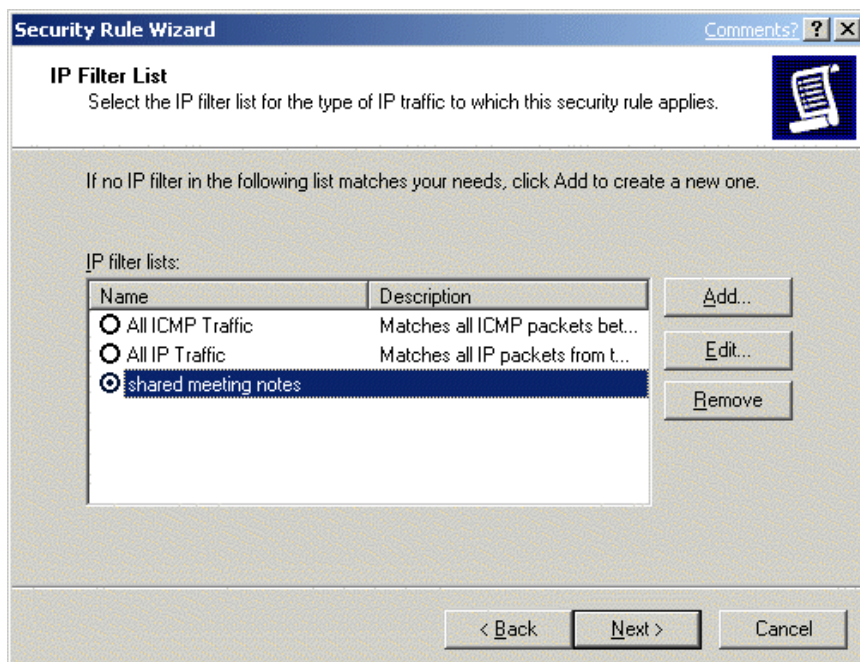 Security Rule Wizard Comments? ? X
IP Filter List
Select the IP filter list for the type of IP traffic to which this security rule applies.
If no IP filter in the following list matches your needs, click Add to create a new one.
IP filter lists:
Name Description
All ICMP Traffic Matches all ICMP packets bet...
All IP Traffic Matches all IP packets from t...
shared meeting notes
Add...
Edit...
Remove
< Back Next > Cancel